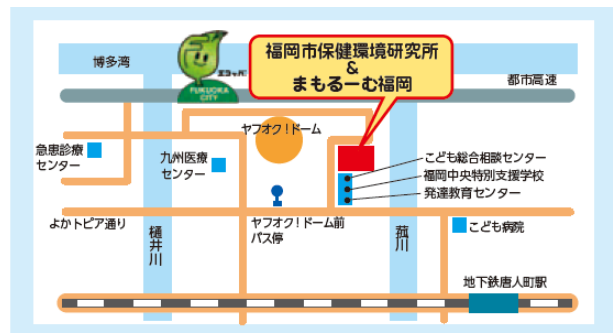 福岡市保健環境研究所
&
まもるーむ福岡
博多湾
エコッパ
FUKUOKA
CITY
都市高速
ヤフオク！ドーム
急患診療
センター
九州医療
センター
こども総合相談センター
福岡中央特別支援学校
発達教育センター
よかトピア通り
樋井川
ヤフオク！ドーム前
バス停
菰川
こども病院
地下鉄唐人町駅